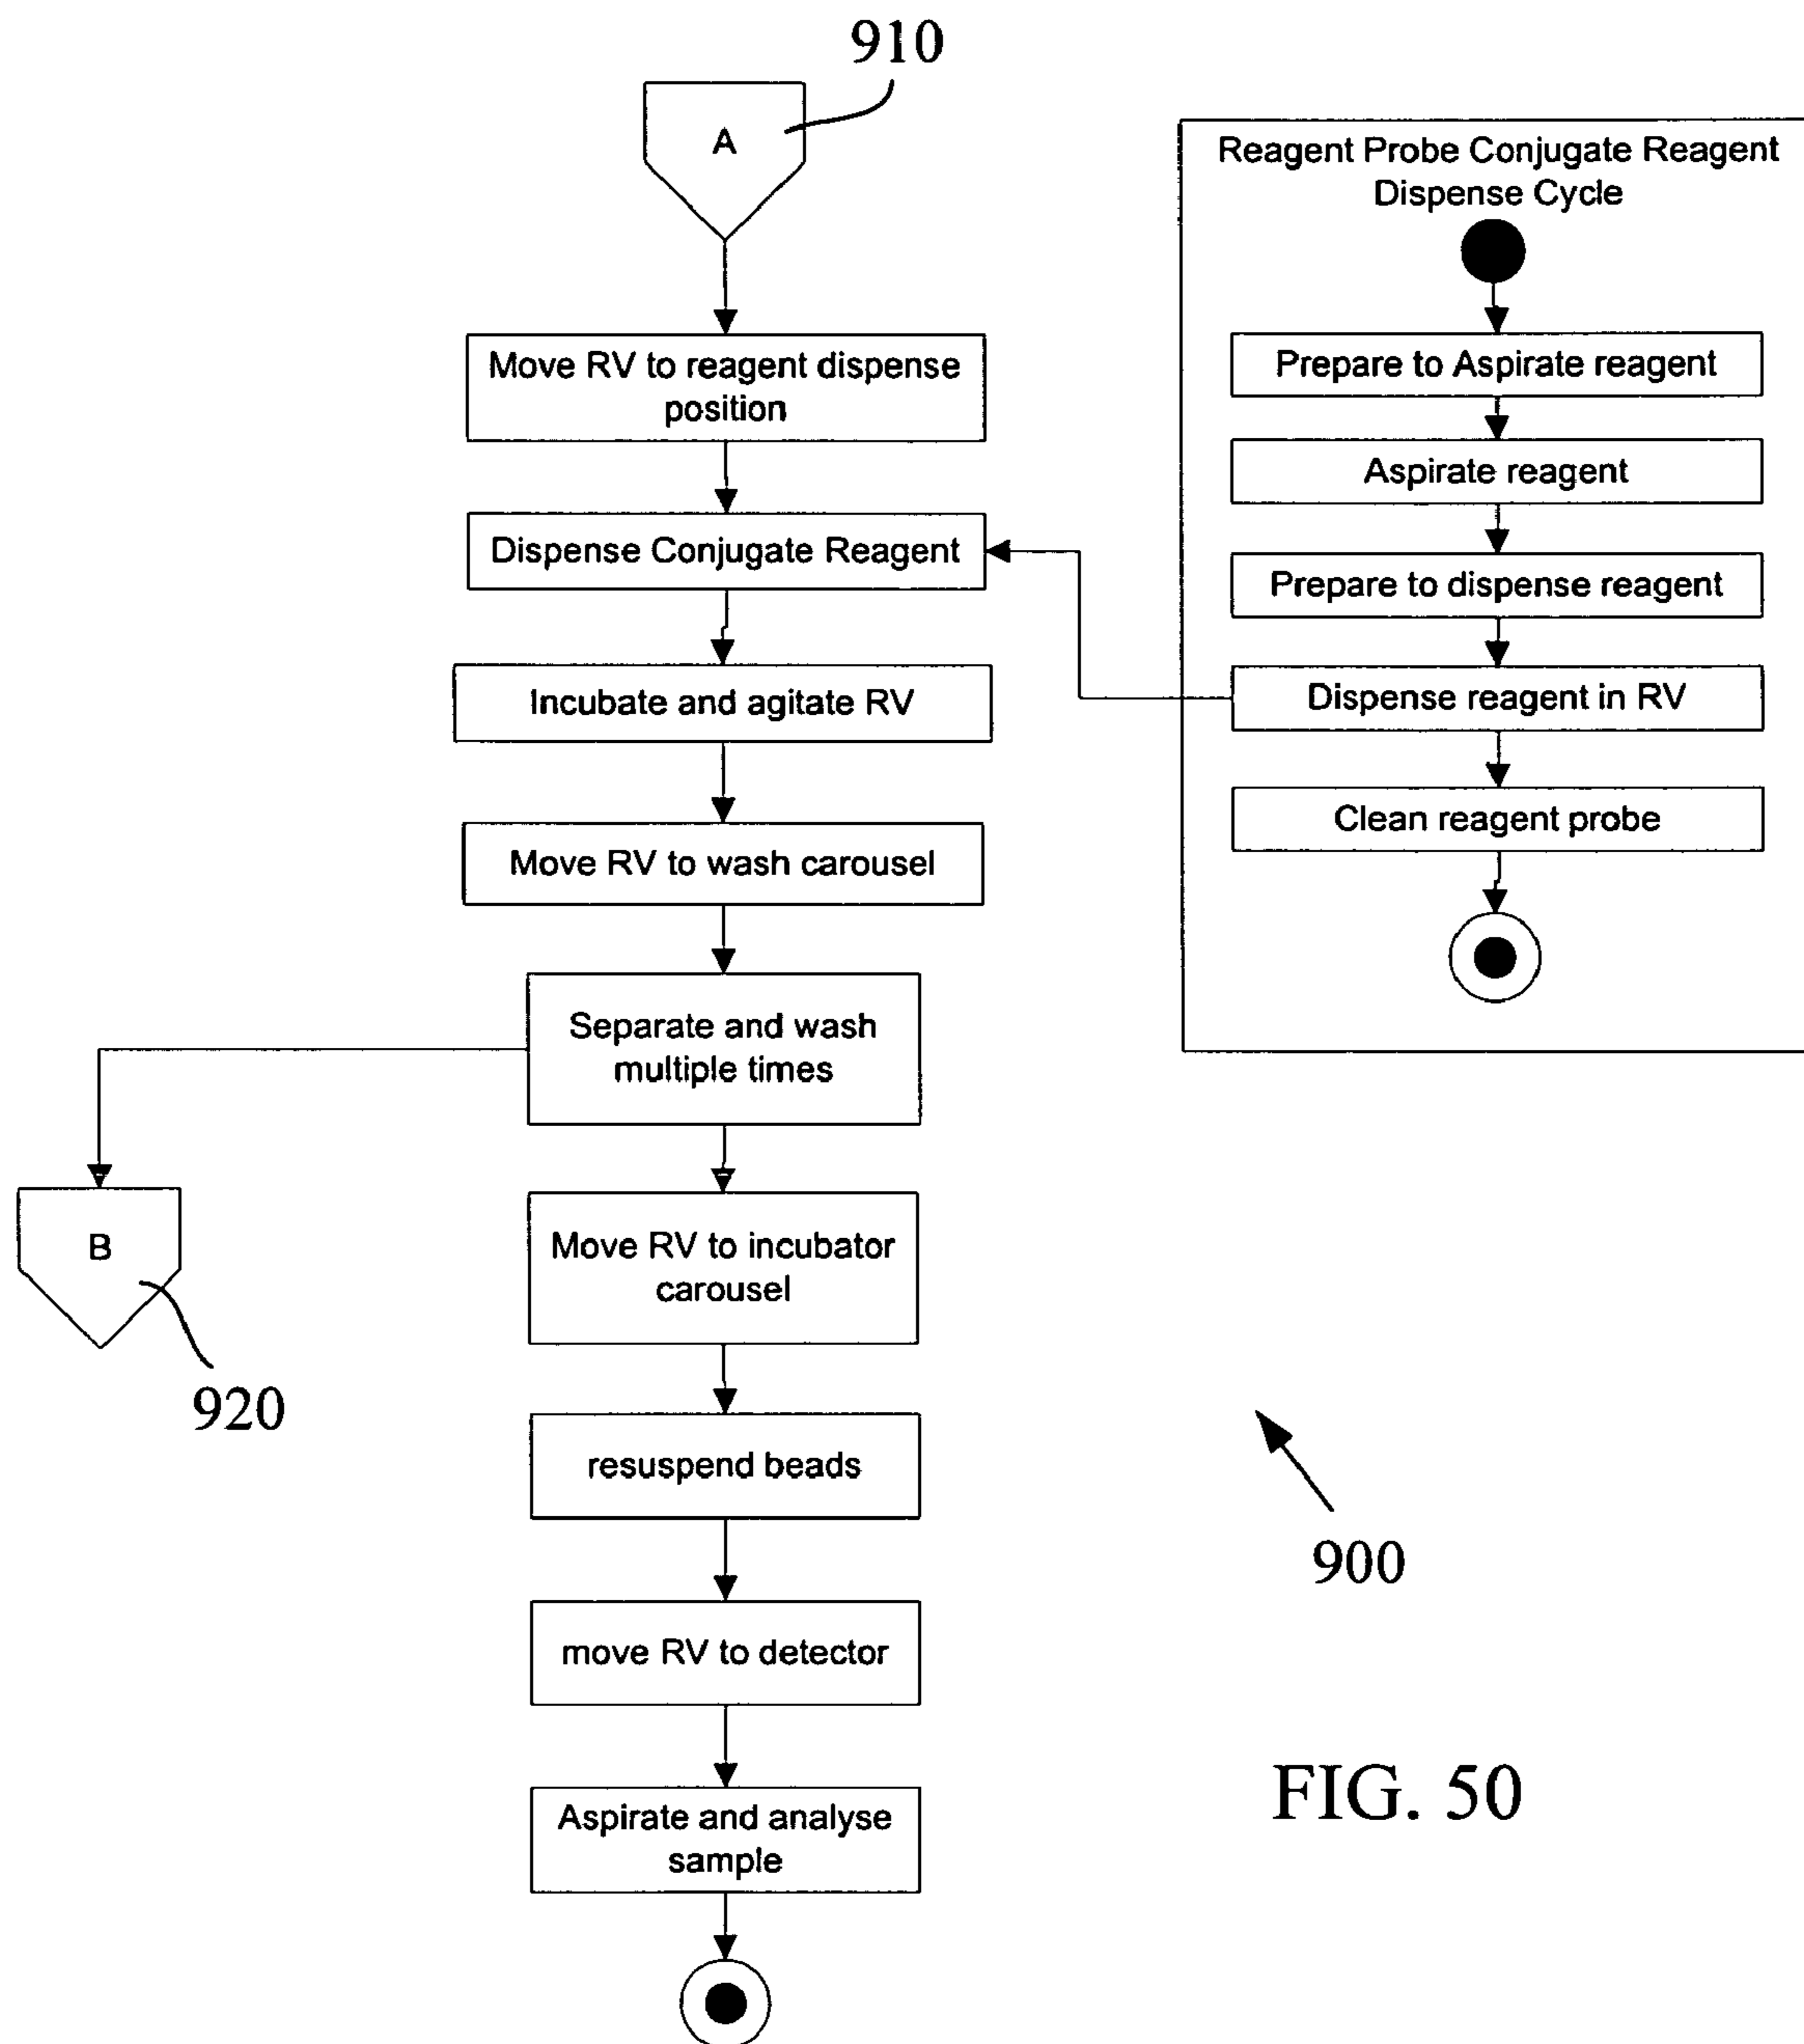 910
A
Move RV to reagent dispense
position
Dispense Conjugate Reagent
Incubate and agitate RV
Move RV to wash carousel
Separate and wash
multiple times
B
920
Move RV to incubator
carousel
resuspend beads
move RV to detector
Aspirate and analyse
sample
Reagent Probe Conjugate Reagent
Dispense Cycle
Prepare to Aspirate reagent
Aspirate reagent
Prepare to dispense reagent
Dispense reagent in RV
Clean reagent probe
900
FIG. 50